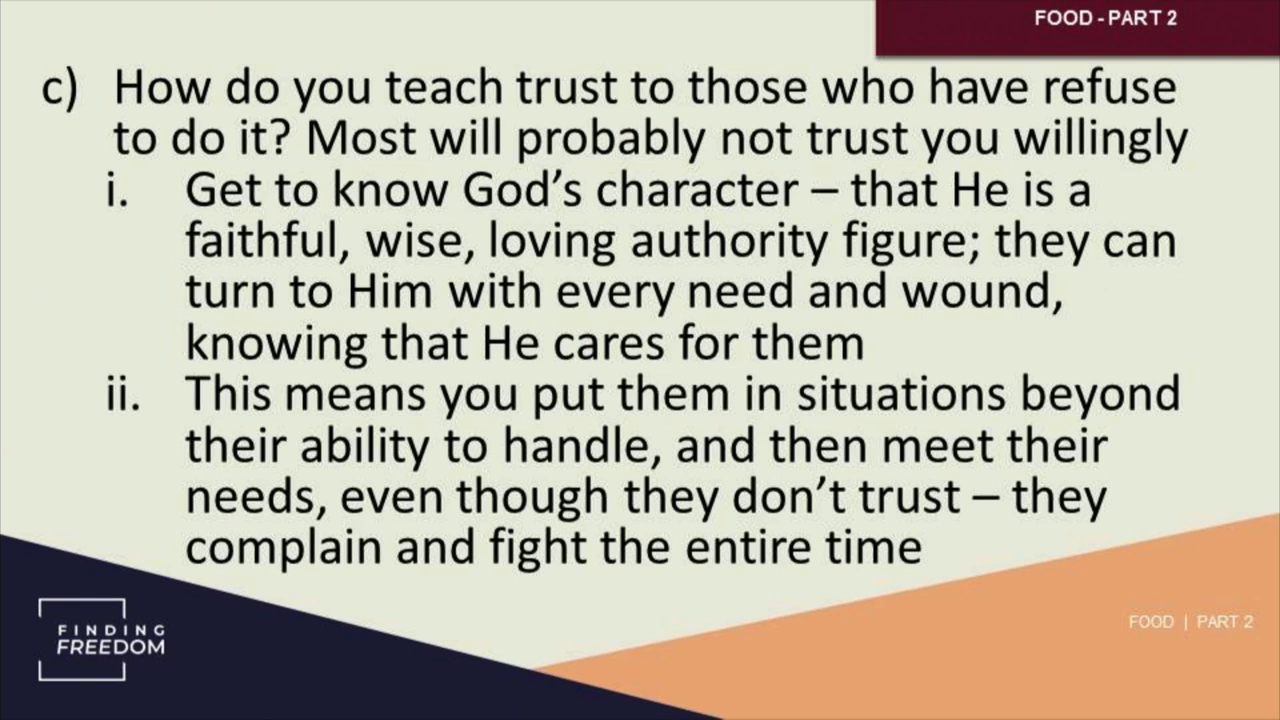 FOOD - PART 2
c) How do you teach trust to those who have refuse
to do it? Most will probably not trust you willingly
i. Get to know God’s character – that He is a
faithful, wise, loving authority figure; they can
turn to Him with every need and wound,
knowing that He cares for them
ii. This means you put them in situations beyond
their ability to handle, and then meet their
needs, even though they don’t trust – they
complain and fight the entire time
FINDING
FREEDOM
FOOD | PART 2